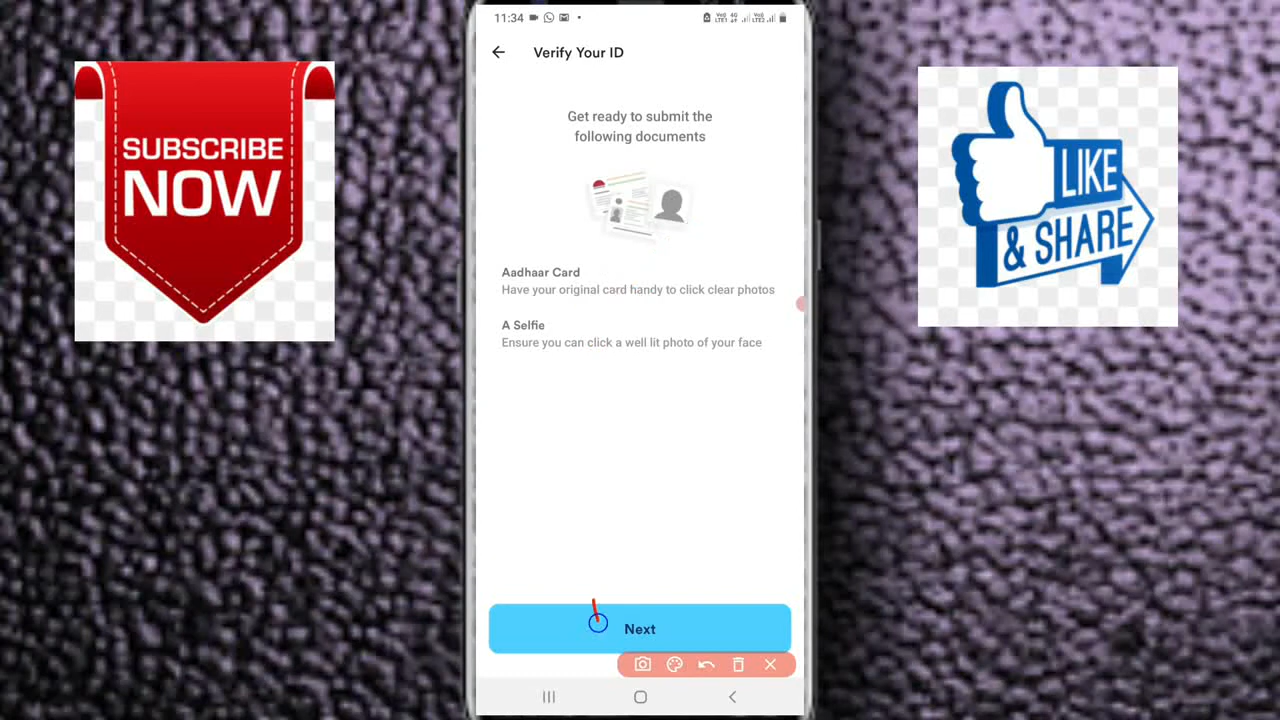 SUBSCRIBE
NOW
11:34
Verify Your ID
Get ready to submit the
following documents
Aadhaar Card
Have your original card handy to click clear photos
A Selfie
Ensure you can click a well lit photo of your face
Next
LIKE
& SHARE